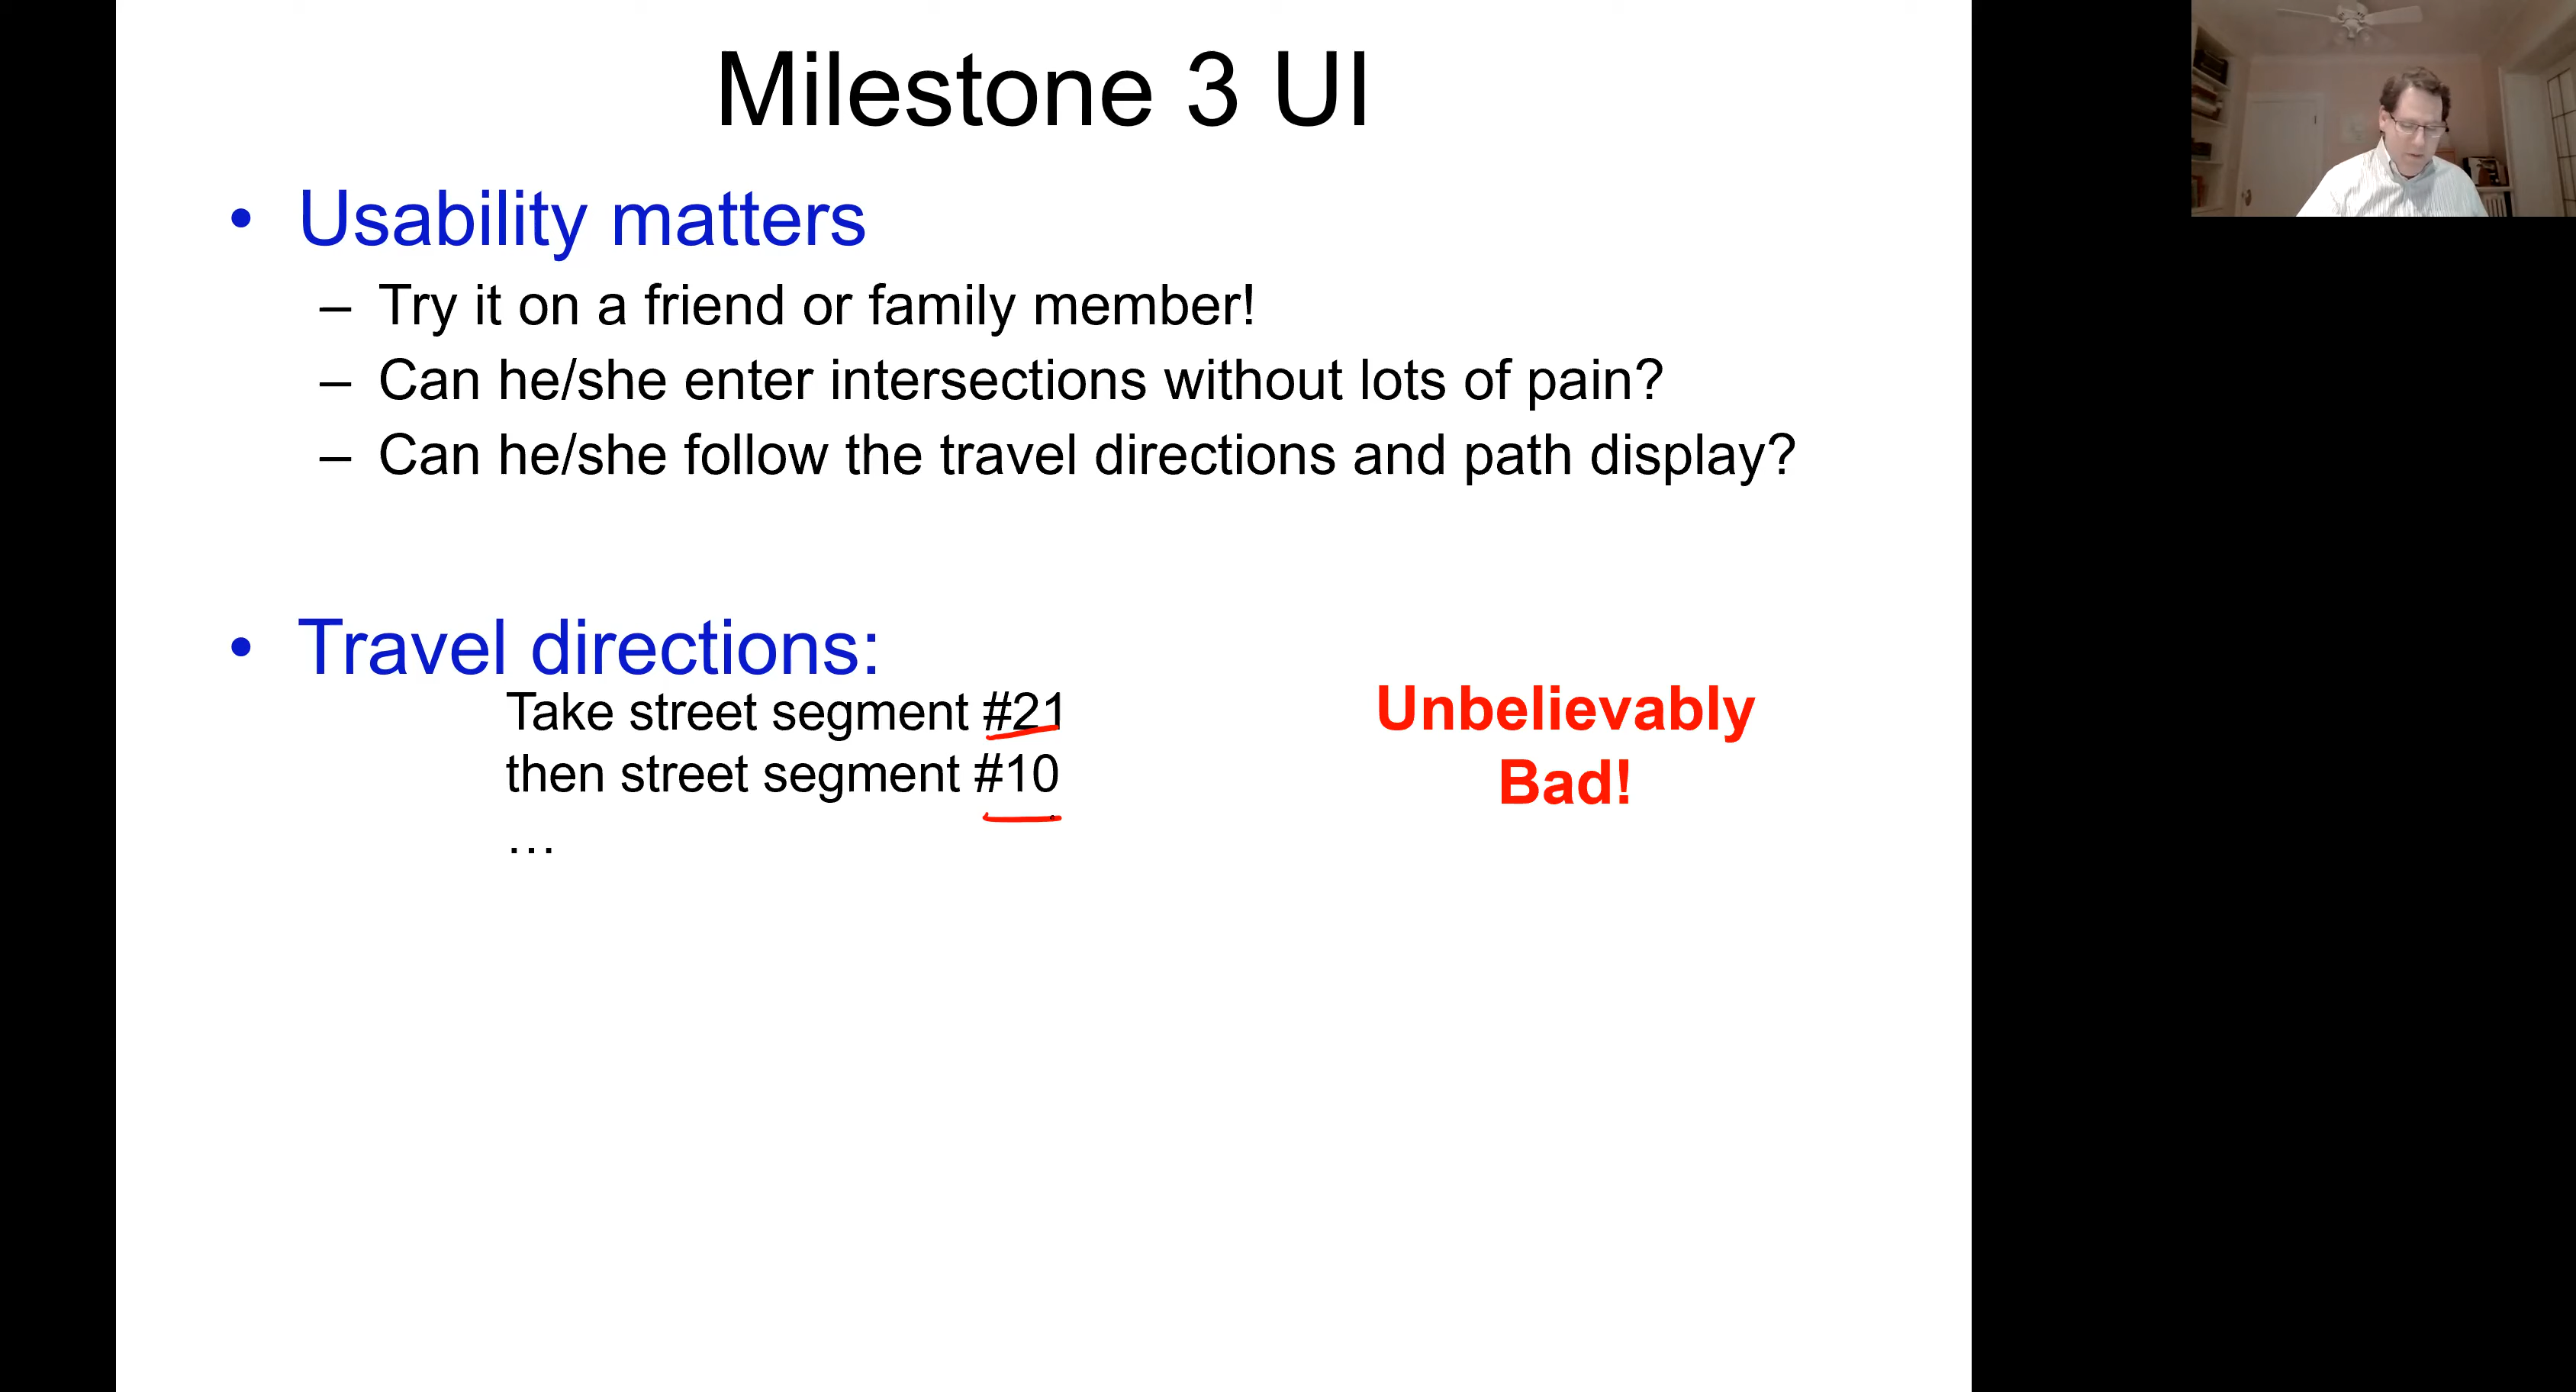 Milestone 3 UI
• Usability matters
– Try it on a friend or family member!
– Can he/she enter intersections without lots of pain?
– Can he/she follow the travel directions and path display?
• Travel directions:
Take street segment #21
then street segment #10
…
Unbelievably
Bad!